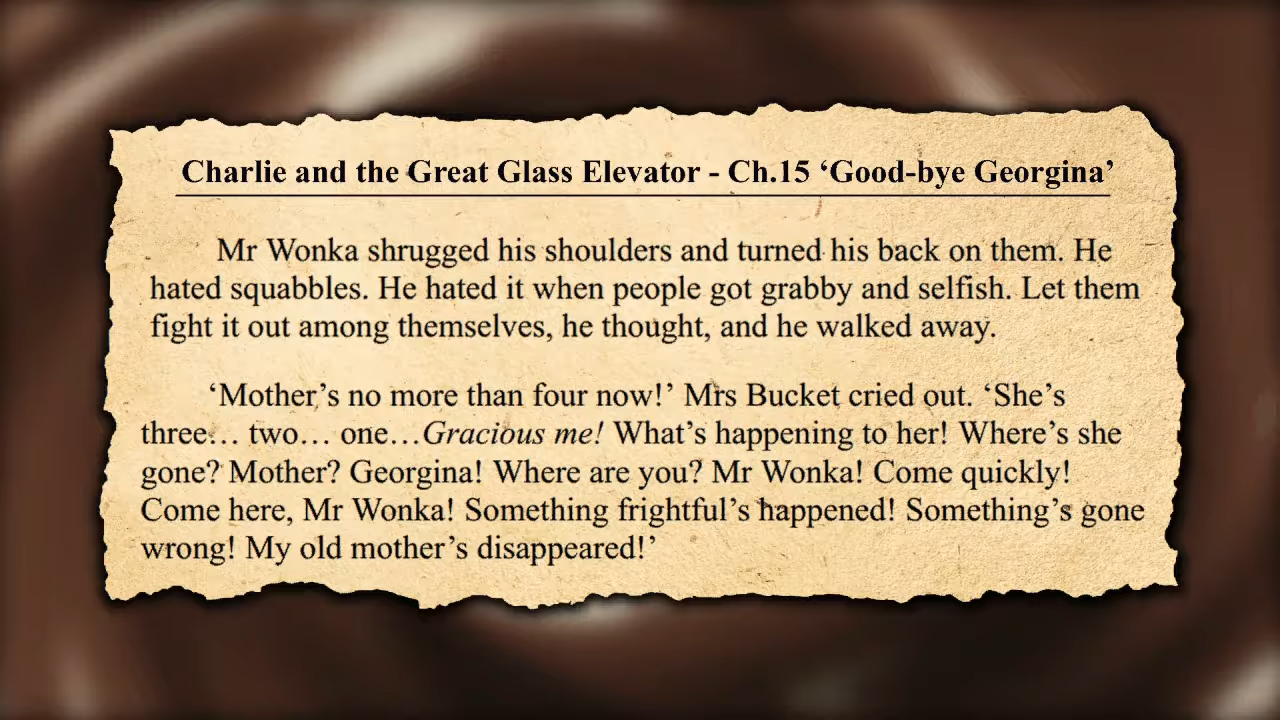 Charlie and the Great Glass Elevator - Ch.15 ‘Good-bye Georgina’
Mr Wonka shrugged his shoulders and turned his back on them. He
hated squabbles. He hated it when people got grabby and selfish. Let them
fight it out among themselves, he thought, and he walked away.
‘Mother’s no more than four now!’ Mrs Bucket cried out. ‘She’s
three… two… one…Gracious me! What’s happening to her! Where’s she
gone? Mother? Georgina! Where are you? Mr Wonka! Come quickly!
Come here, Mr Wonka! Something frightful’s happened! Something’s gone
wrong! My old mother’s disappeared!’